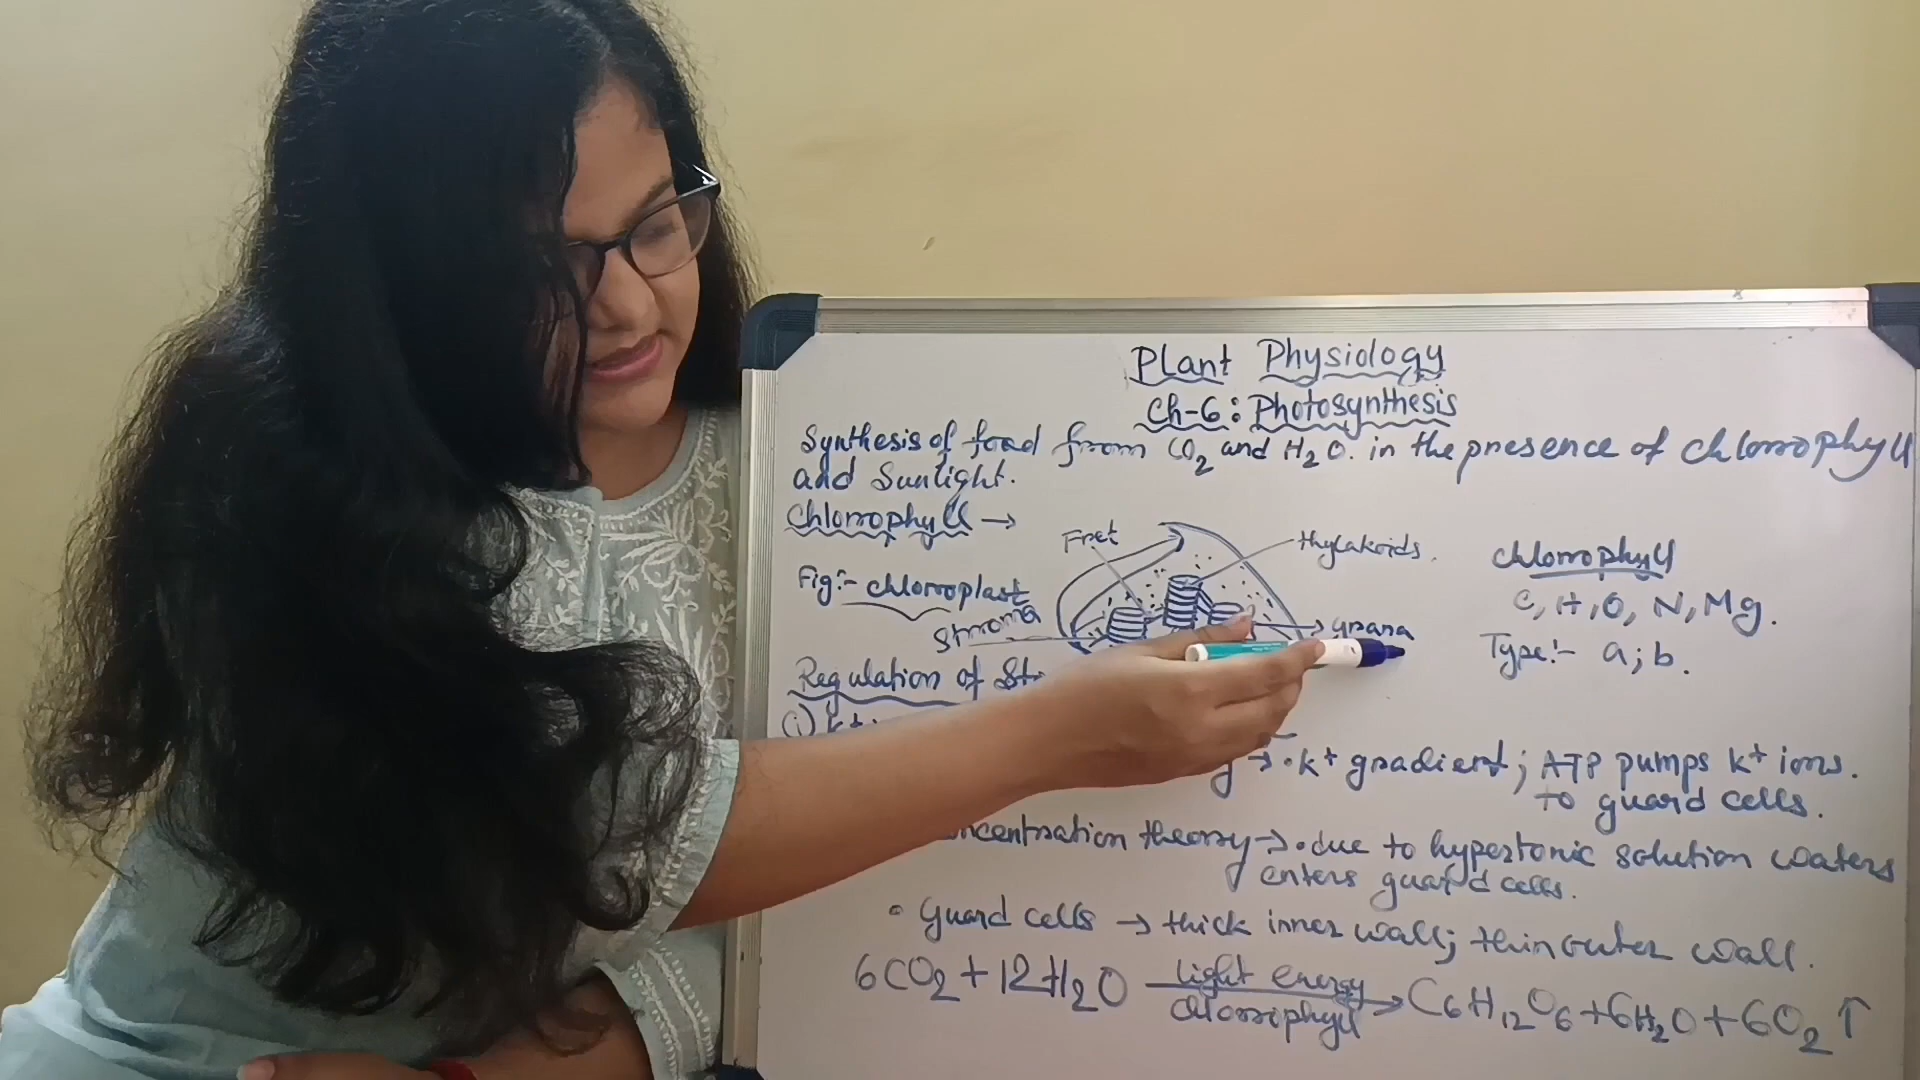 Plant Physiology
Ch-6: Photosynthesis
Synthesis of food from CO2 and H2O. in the presence of chlorophyll
and Sunlight.
Chlorophyll →
Fret
thylakoids.
Fig:- chloroplast
Stroma
→ grana
chlorophyll
C, H, O, N, Mg.
Type:- a; b.
Regulation of St
(i) K+
→ • K+ gradient; ATP pumps K+ ions.
to guard cells.
ncentration theory → • due to hypertonic solution waters
enters guard cells.
• Guard cells → thick inner wall; thin outer wall.
6CO2 + 12H2O light energy → C6H12O6 + 6H2O + 6O2 ↑
Chlorophyll